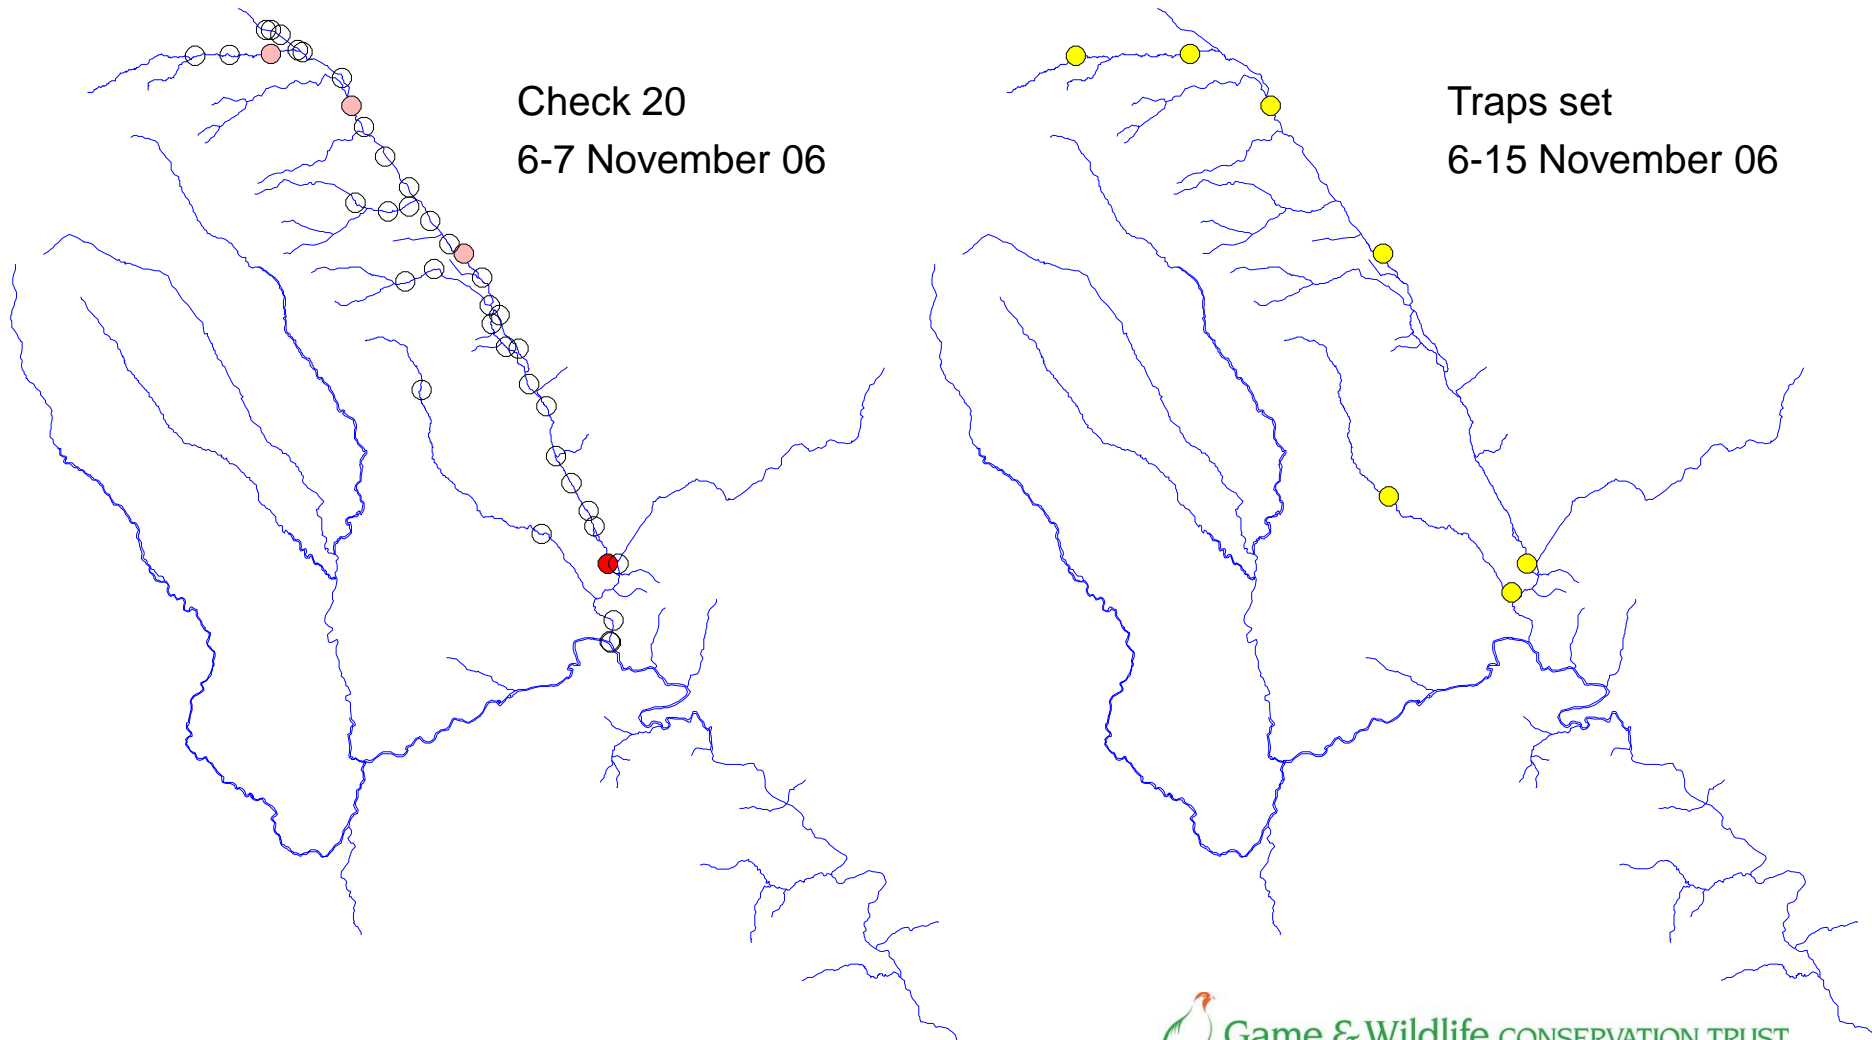 Check 20
6-7 November 06
Traps set
6-15 November 06
Game & Wildlife CONSERVATION TRUST